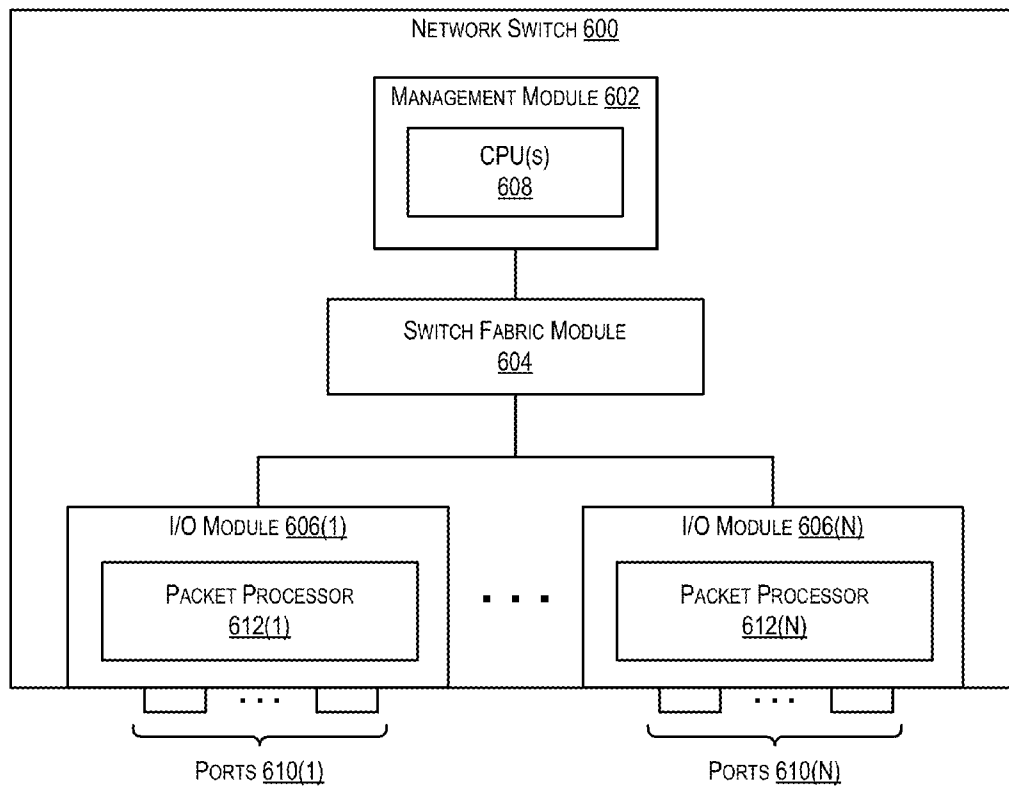 NETWORK SWITCH 600
MANAGEMENT MODULE 602
CPU(s)
608
SWITCH FABRIC MODULE
604
I/O MODULE 606(1)
I/O MODULE 606(N)
PACKET PROCESSOR
612(1)
. . .
PACKET PROCESSOR
612(N)
. . .
. . .
PORTS 610(1)
PORTS 610(N)